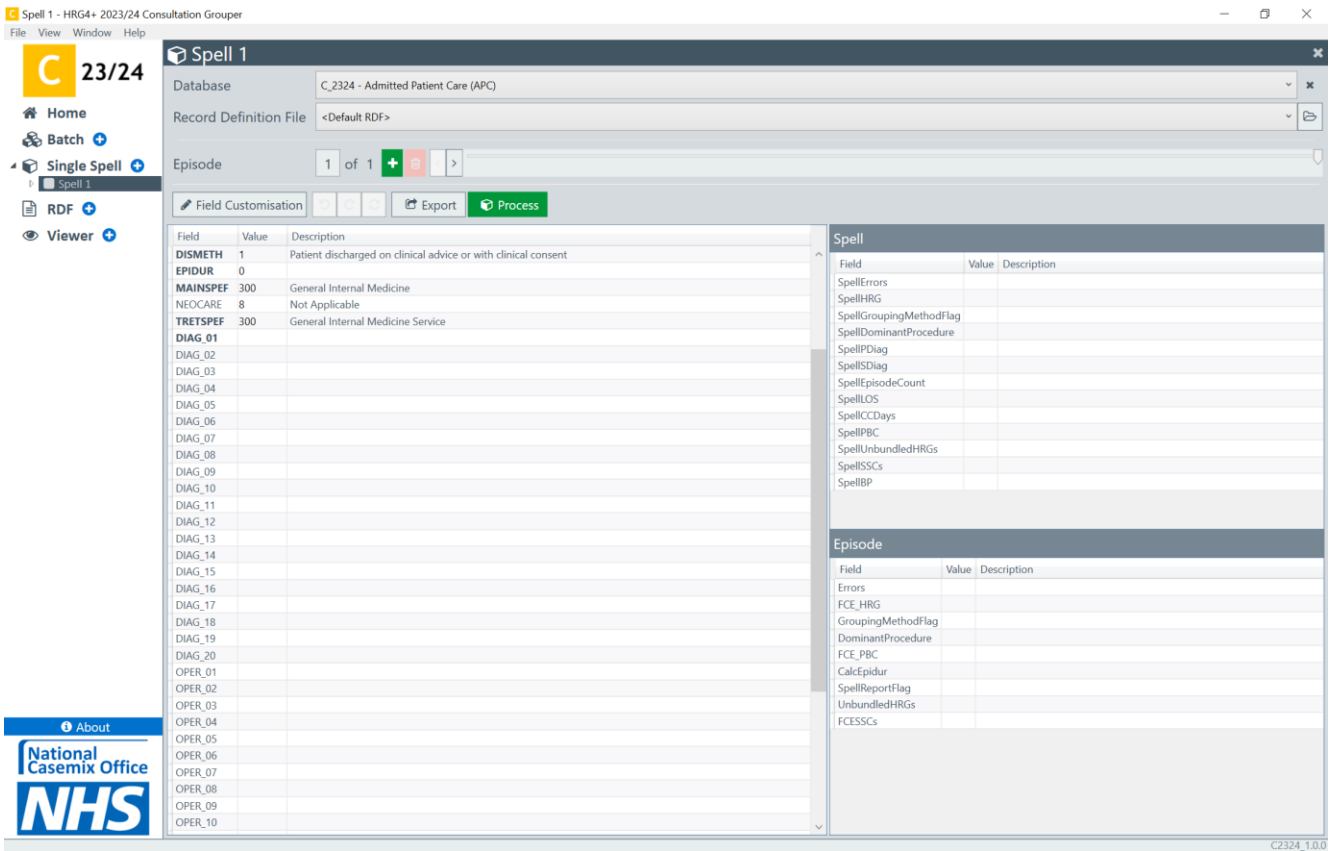 C Spell 1 - HRG4+ 2023/24 Consultation Grouper
File View Window Help
C 23/24
Home
Batch
Single Spell
Spell 1
RDF
Viewer
About
National
Casemix Office
NHS
Spell 1
Database C_2324 - Admitted Patient Care (APC)
Record Definition File <Default RDF>
Episode 1 of 1
Field Customisation Export Process
Field Value Description
DISMETH 1 Patient discharged on clinical advice or with clinical consent
EPIDUR 0
MAINSPEF 300 General Internal Medicine
NEOCARE 8 Not Applicable
TRETSPEF 300 General Internal Medicine Service
DIAG_01
DIAG_02
DIAG_03
DIAG_04
DIAG_05
DIAG_06
DIAG_07
DIAG_08
DIAG_09
DIAG_10
DIAG_11
DIAG_12
DIAG_13
DIAG_14
DIAG_15
DIAG_16
DIAG_17
DIAG_18
DIAG_19
DIAG_20
OPER_01
OPER_02
OPER_03
OPER_04
OPER_05
OPER_06
OPER_07
OPER_08
OPER_09
OPER_10
Spell
Field Value Description
SpellErrors
SpellHRG
SpellGroupingMethodFlag
SpellDominantProcedure
SpellPDiag
SpellSDiag
SpellEpisodeCount
SpellLOS
SpellCCDays
SpellPBC
SpellUnbundledHRGs
SpellSSCs
SpellBP
Episode
Field Value Description
Errors
FCE_HRG
GroupingMethodFlag
DominantProcedure
FCE_PBC
CalcEpidur
SpellReportFlag
UnbundledHRGs
FCESSCs
C2324_1.0.0